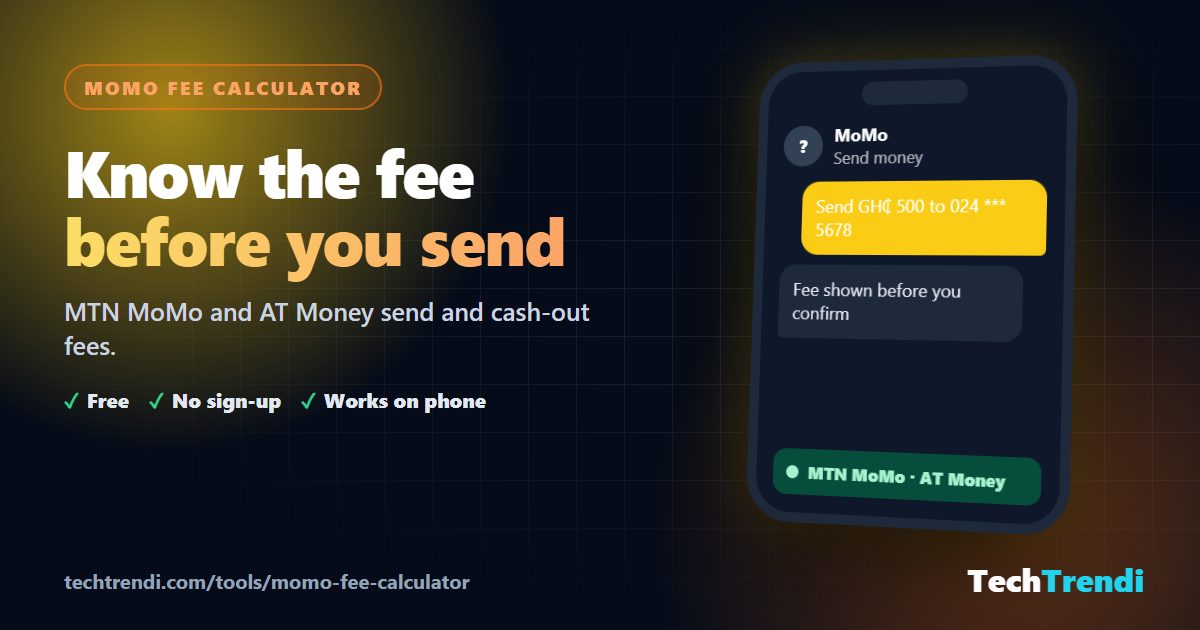 MOMO FEE CALCULATOR
Know the fee
before you send
MTN MoMo and AT Money send and cash-out
fees.
✓ Free ✓ No sign-up ✓ Works on phone
techtrendi.com/tools/momo-fee-calculator
?
MoMo
Send money
Send GH₵ 500 to 024 ***
5678
Fee shown before you
confirm
MTN MoMo · AT Money
TechTrendi